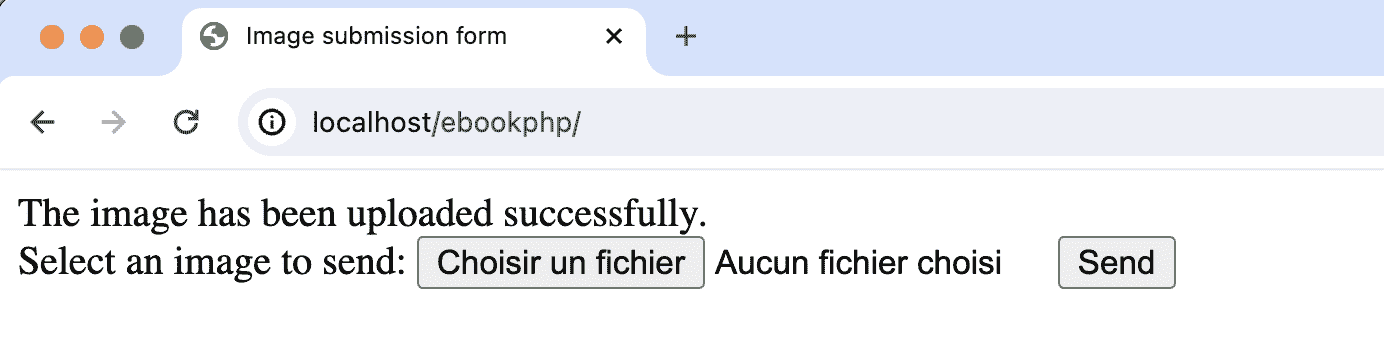 Image submission form
localhost/ebookphp/
The image has been uploaded successfully.
Select an image to send: Choisir un fichier Aucun fichier choisi Send